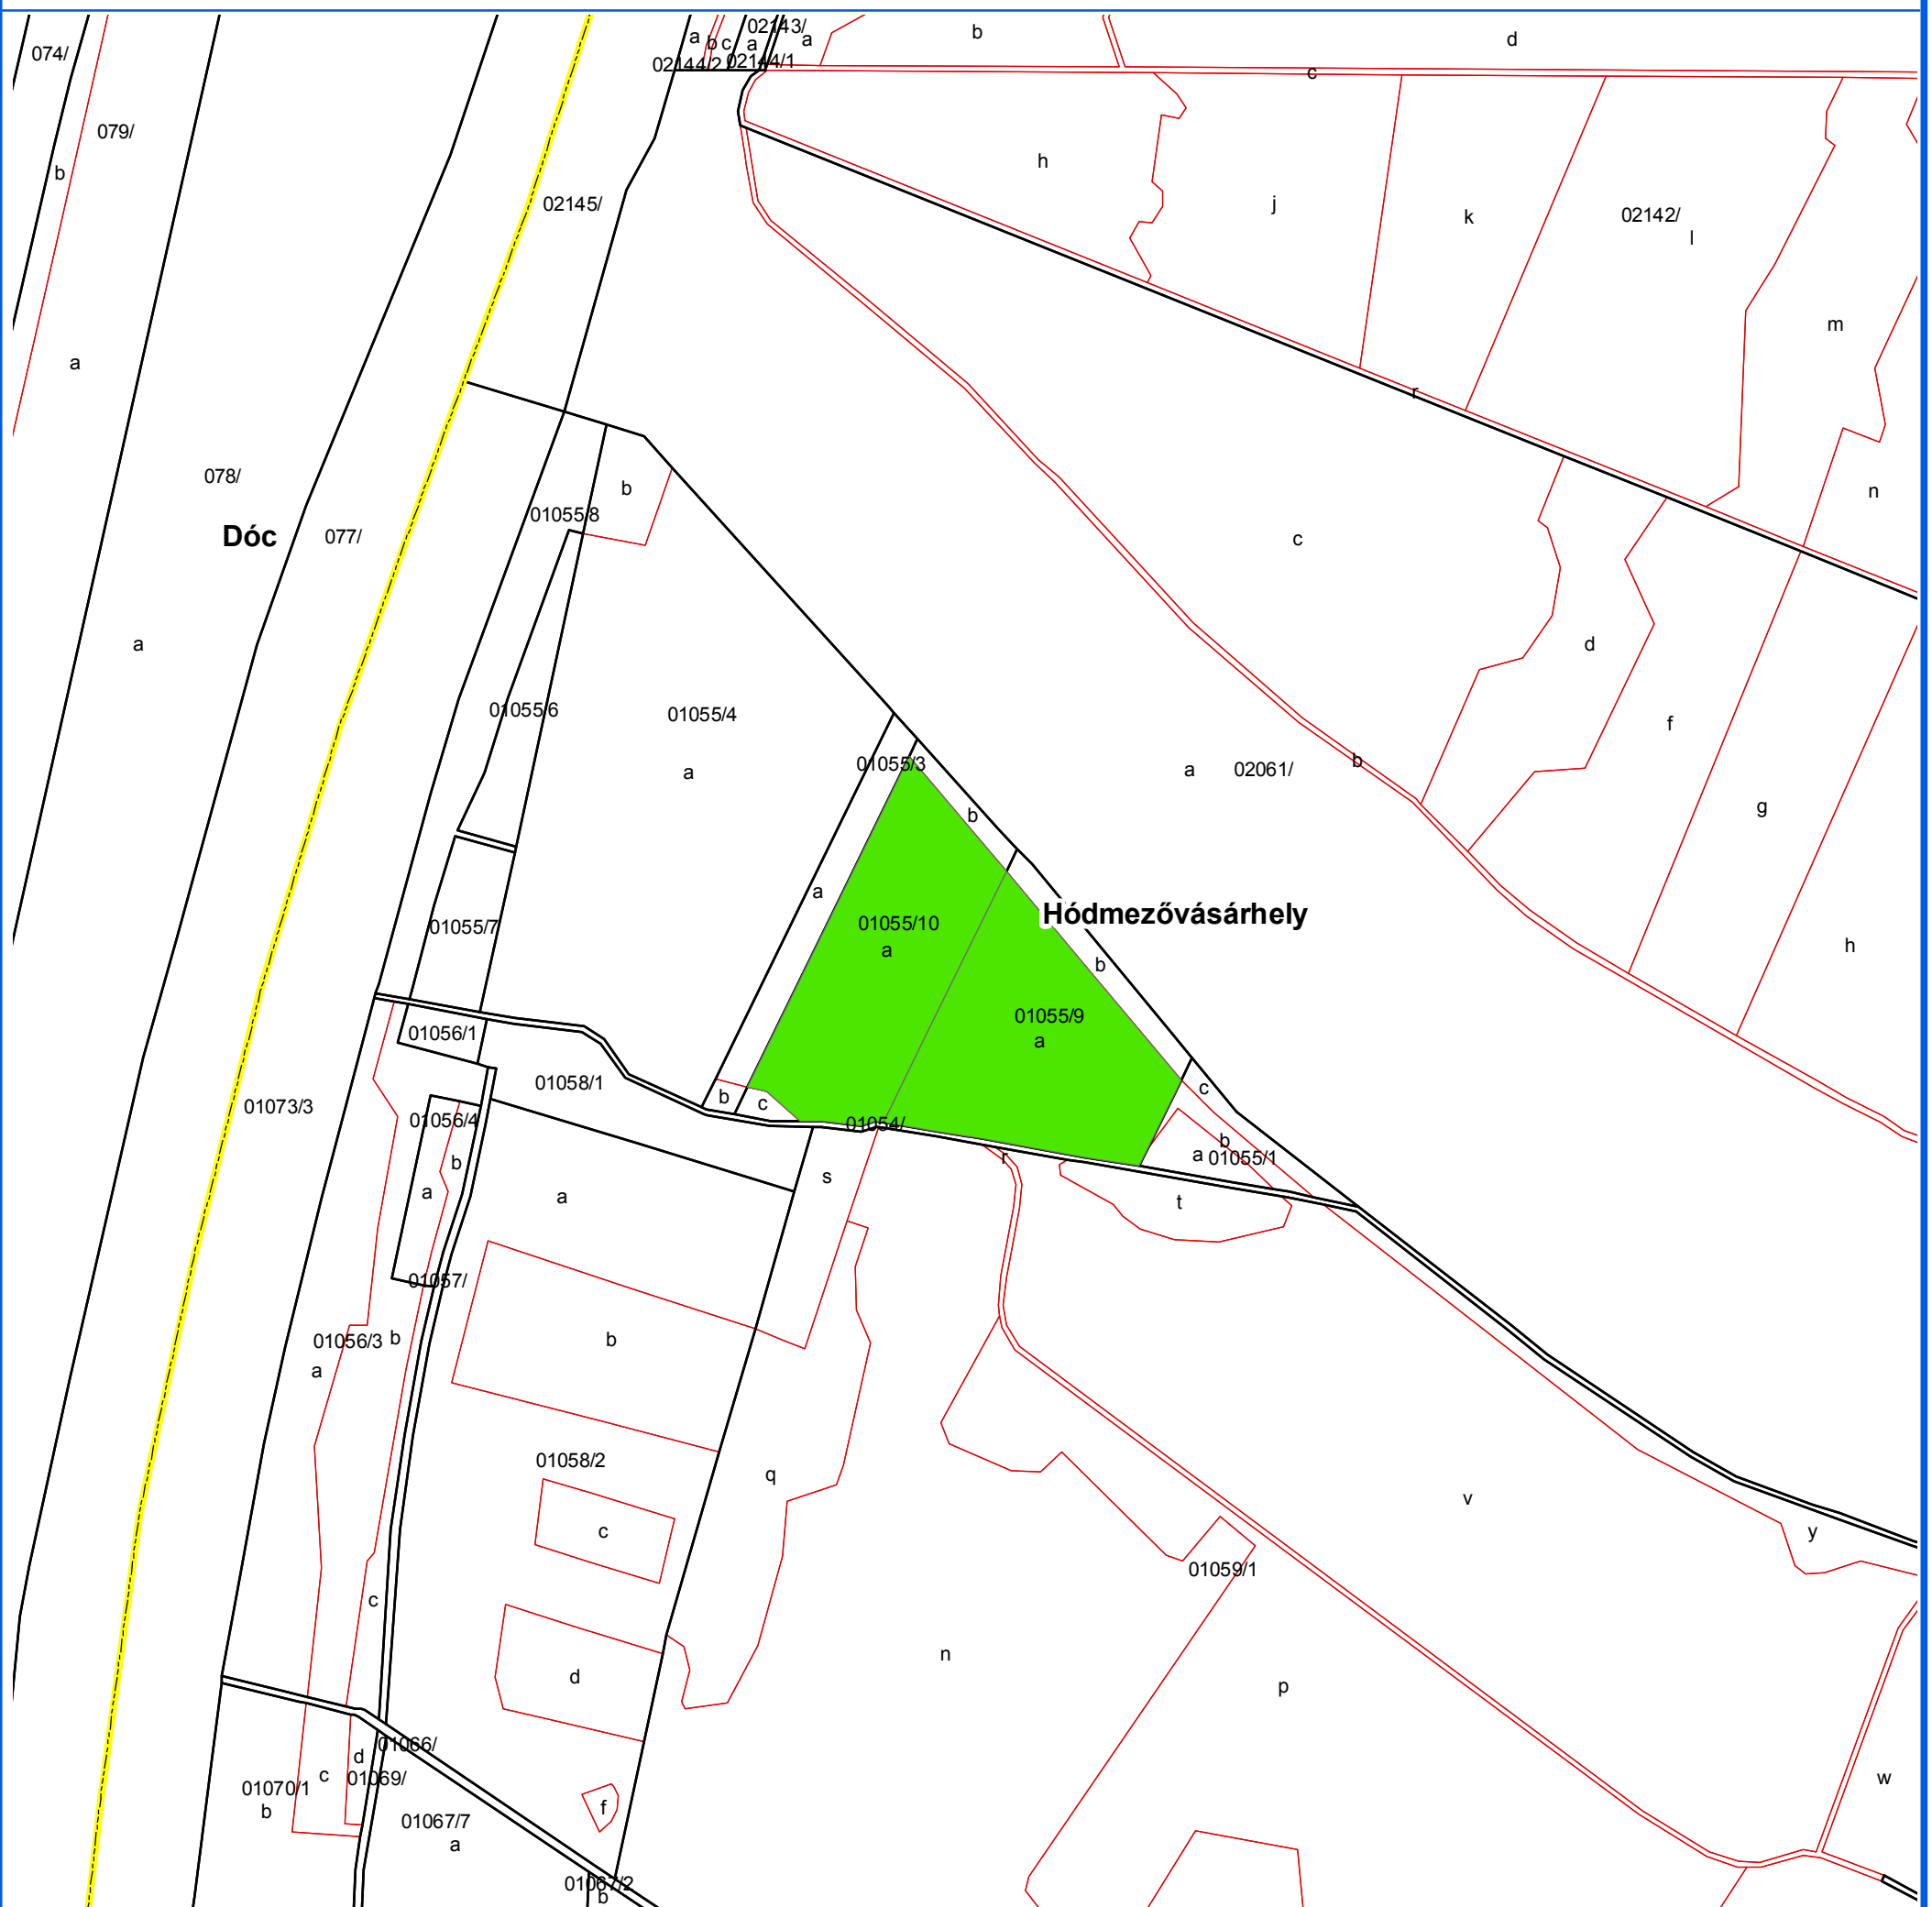 02143/
a b c a a b d
074/
02144/2 02144/1
c
079/
h
b
j
k
02142/
l
02145/
m
a
r
078/
b
n
01055/8
Dóc
077/
c
a
d
01055/6
01055/4
f
01055/3
b
a
a
02061/
g
b
a
01055/10
Hódmezővásárhely
01055/7
a
h
b
01055/9
01056/1
a
01058/1
c
b
c
01073/3
01056/4
01054/
b
r
a
01055/1
b
s
a
a
t
01057/
01056/3
b
b
a
01058/2
q
v
c
y
01059/1
c
n
d
p
01066/
d
c
01069/
w
01070/1
b
f
01067/7
a
01067/2
b